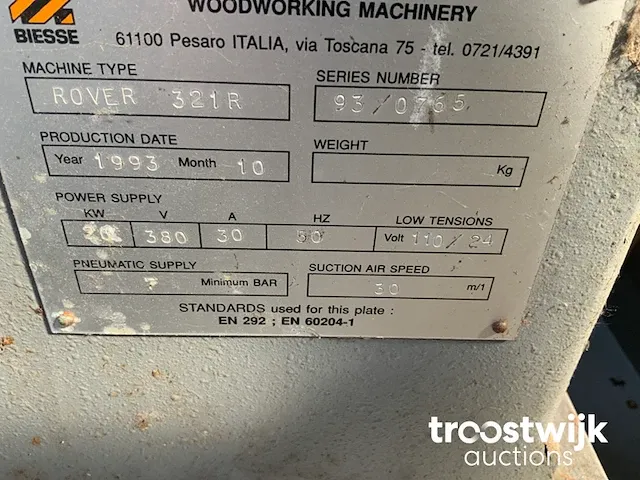 WOODWORKING MACHINERY
BIESSE
61100 Pesaro ITALIA, via Toscana 75 - tel. 0721/4391
MACHINE TYPE
ROVER 321R
SERIES NUMBER
93/0765
PRODUCTION DATE
Year 1993 Month 10
WEIGHT
Kg
POWER SUPPLY
KW V A HZ LOW TENSIONS
380 30 50 Volt 110/24
PNEUMATIC SUPPLY
Minimum BAR
SUCTION AIR SPEED
30 m/1
STANDARDS used for this plate :
EN 292 ; EN 60204-1
troostwijk
auctions